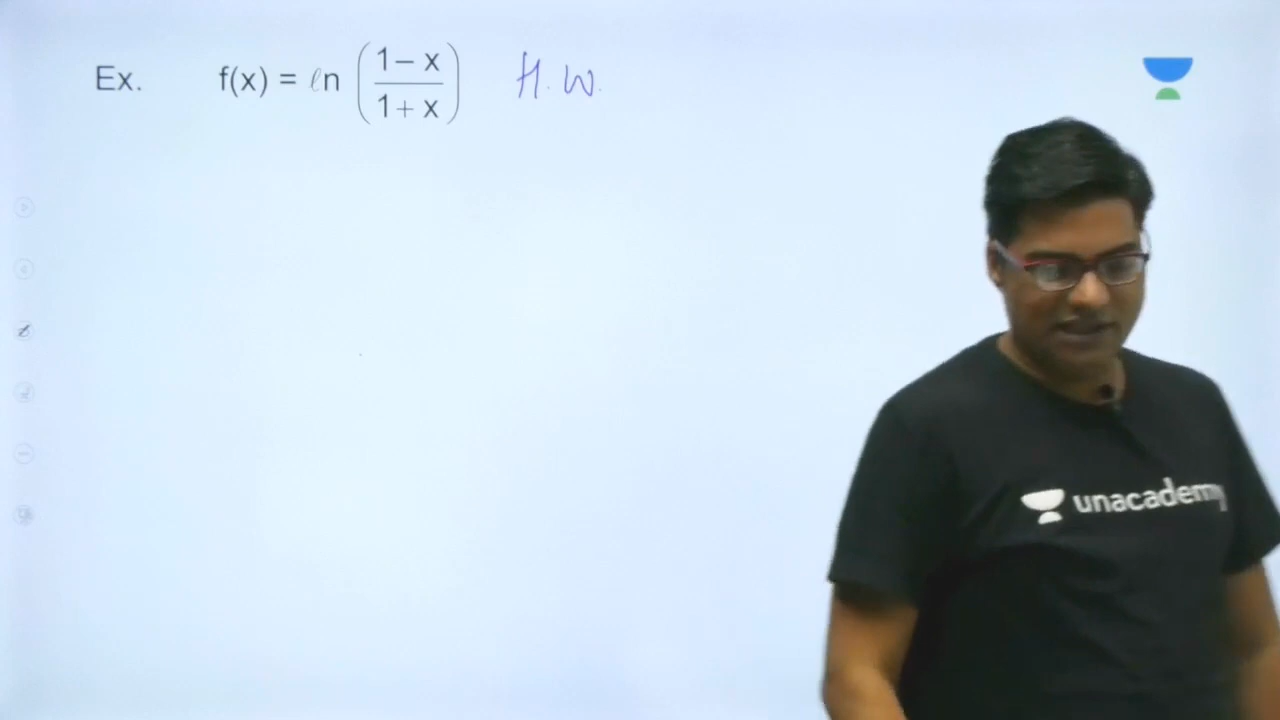 Ex. f(x) = ℓn (1 – x / 1 + x) H.W.
unacademy